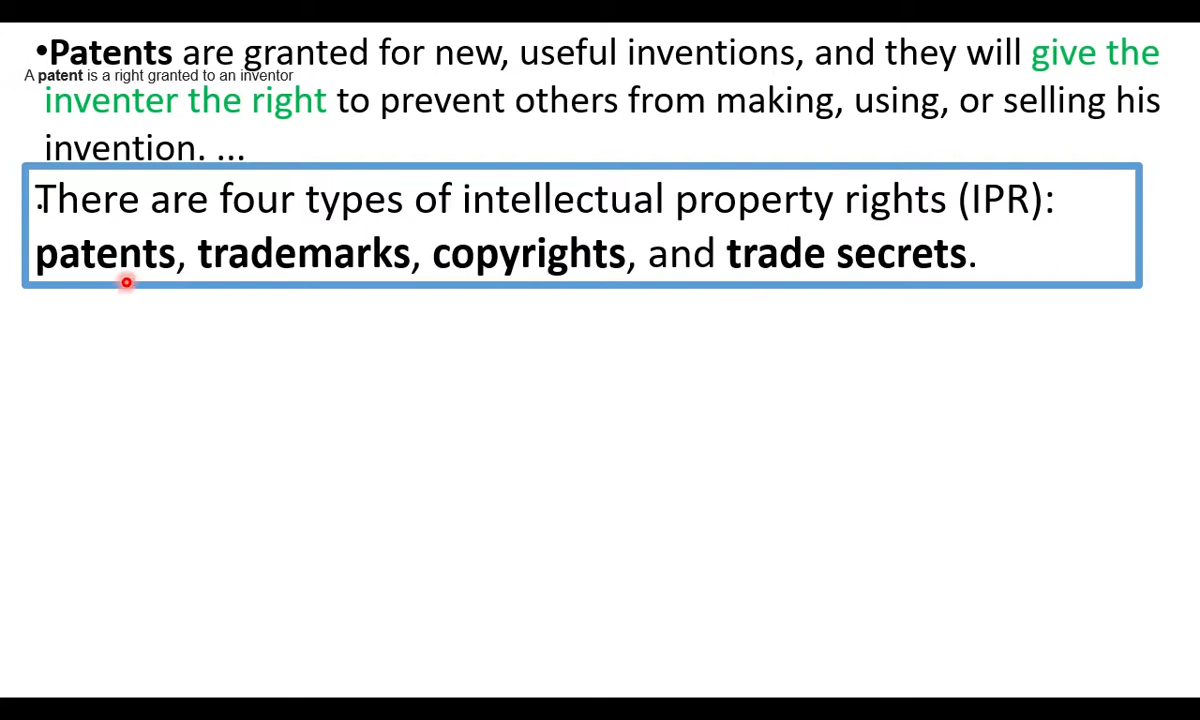 •Patents are granted for new, useful inventions, and they will give the
A patent is a right granted to an inventor
inventer the right to prevent others from making, using, or selling his
invention. ...
There are four types of intellectual property rights (IPR):
patents, trademarks, copyrights, and trade secrets.